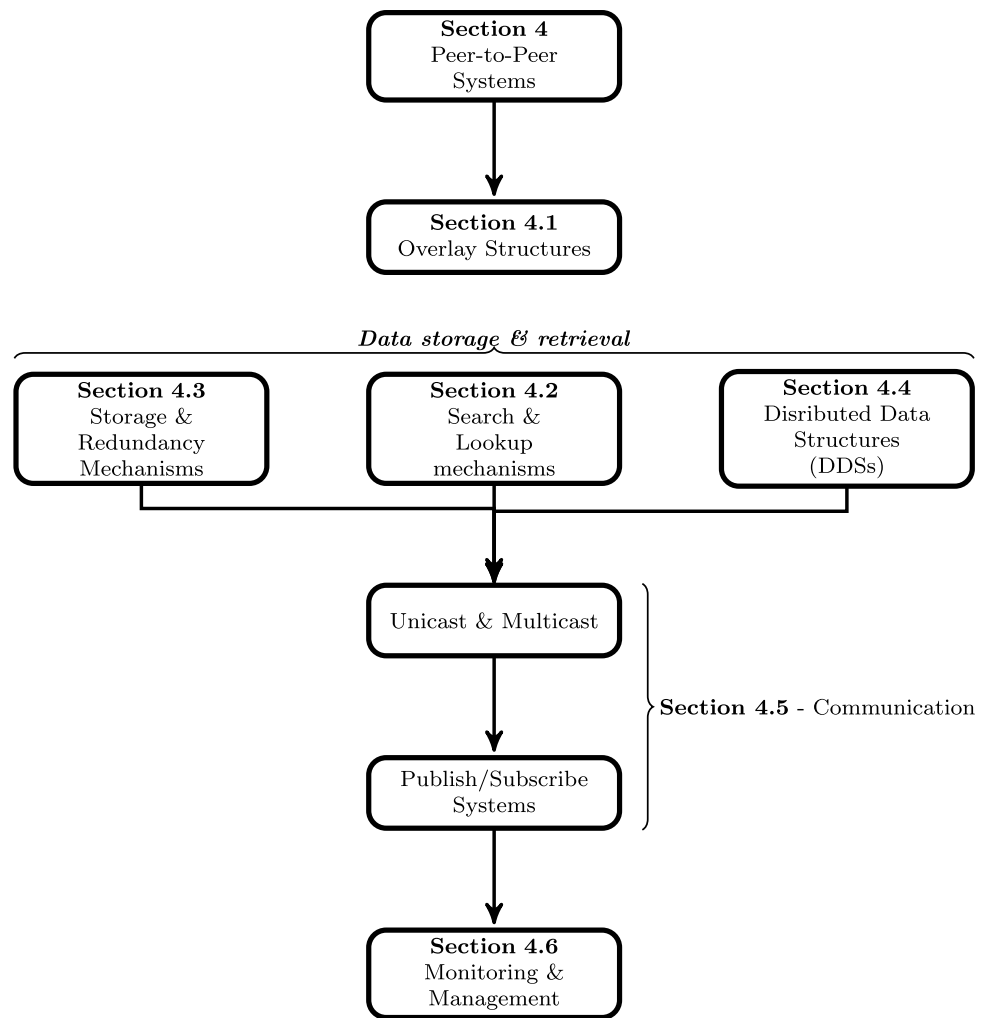 Section 4
Peer-to-Peer
Systems
Section 4.1
Overlay Structures
Data storage & retrieval
Section 4.3
Storage &
Redundancy
Mechanisms
Section 4.2
Search &
Lookup
mechanisms
Section 4.4
Disributed Data
Structures
(DDSs)
Unicast & Multicast
Section 4.5 - Communication
Publish/Subscribe
Systems
Section 4.6
Monitoring &
Management